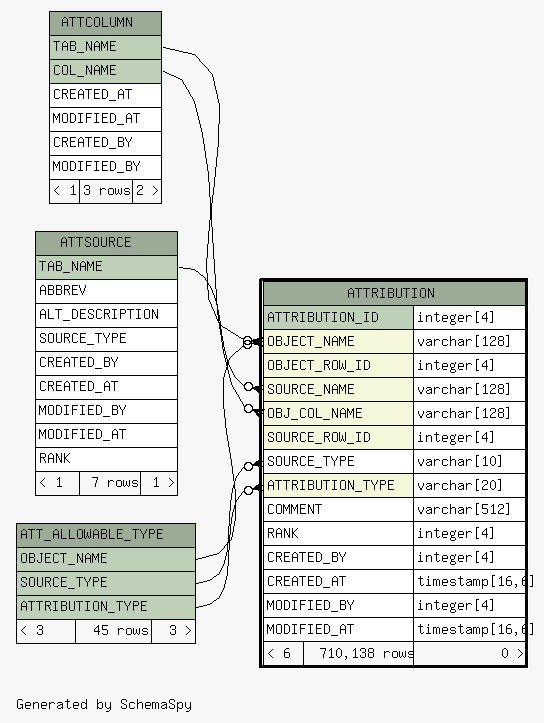 ATTCOLUMN
TAB_NAME
COL_NAME
CREATED_AT
MODIFIED_AT
CREATED_BY
MODIFIED_BY
< 1 3 rows 2 >
ATTSOURCE
TAB_NAME
ABBREV
ALT_DESCRIPTION
SOURCE_TYPE
CREATED_BY
CREATED_AT
MODIFIED_BY
MODIFIED_AT
RANK
< 1 7 rows 1 >
ATT_ALLOWABLE_TYPE
OBJECT_NAME
SOURCE_TYPE
ATTRIBUTION_TYPE
< 3 45 rows 3 >
ATTRIBUTION
ATTRIBUTION_ID integer[4]
OBJECT_NAME varchar[128]
OBJECT_ROW_ID integer[4]
SOURCE_NAME varchar[128]
OBJ_COL_NAME varchar[128]
SOURCE_ROW_ID integer[4]
SOURCE_TYPE varchar[10]
ATTRIBUTION_TYPE varchar[20]
COMMENT varchar[512]
RANK integer[4]
CREATED_BY integer[4]
CREATED_AT timestamp[16,6]
MODIFIED_BY integer[4]
MODIFIED_AT timestamp[16,6]
< 6 710,138 rows 0 >
Generated by SchemaSpy